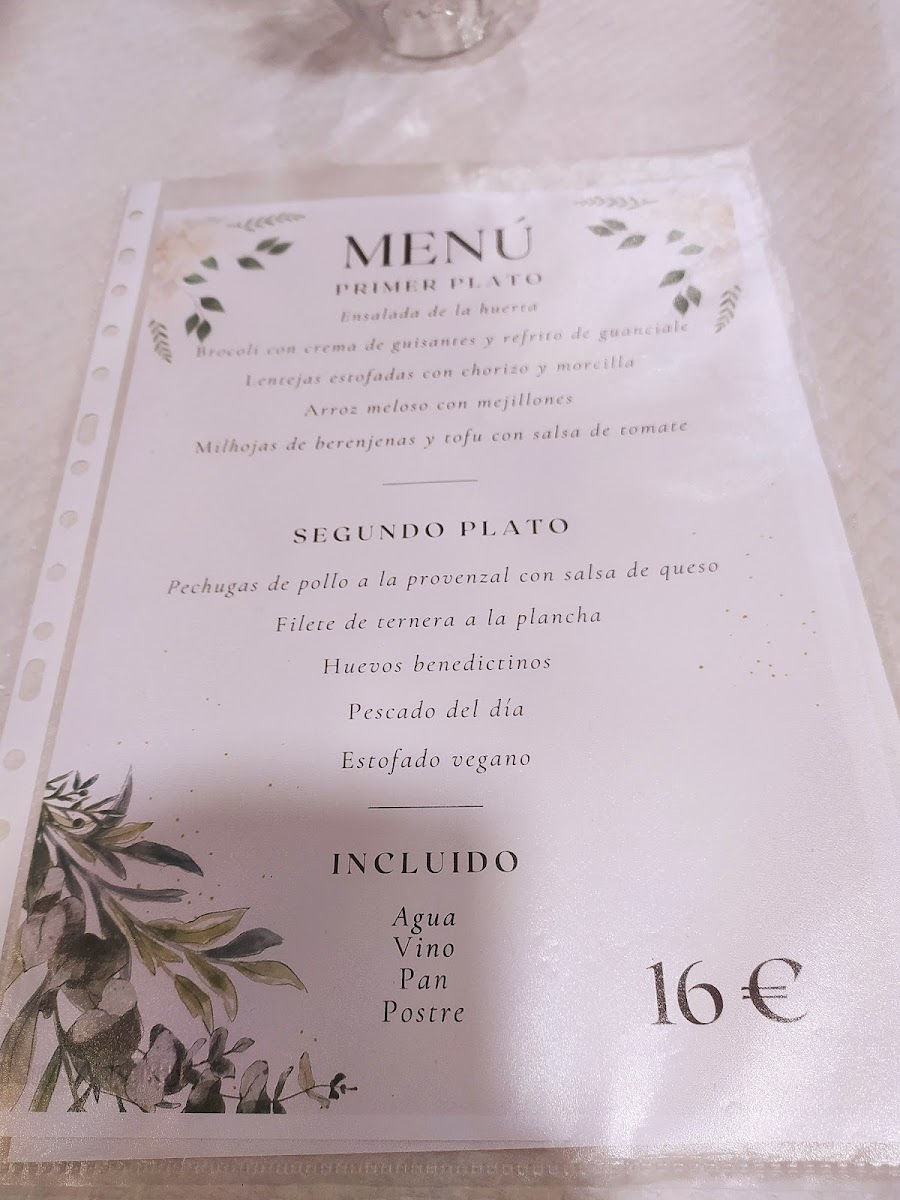 MENÚ
PRIMER PLATO
Ensalada de la huerta
Brocoli con crema de guisantes y refrito de guanciale
Lentejas estofadas con chorizo y morcilla
Arroz meloso con mejillones
Milhojas de berenjenas y tofu con salsa de tomate
SEGUNDO PLATO
Pechugas de pollo a la provenzal con salsa de queso
Filete de ternera a la plancha
Huevos benedictinos
Pescado del día
Estofado vegano
INCLUIDO
Agua
Vino
Pan
Postre
16 €